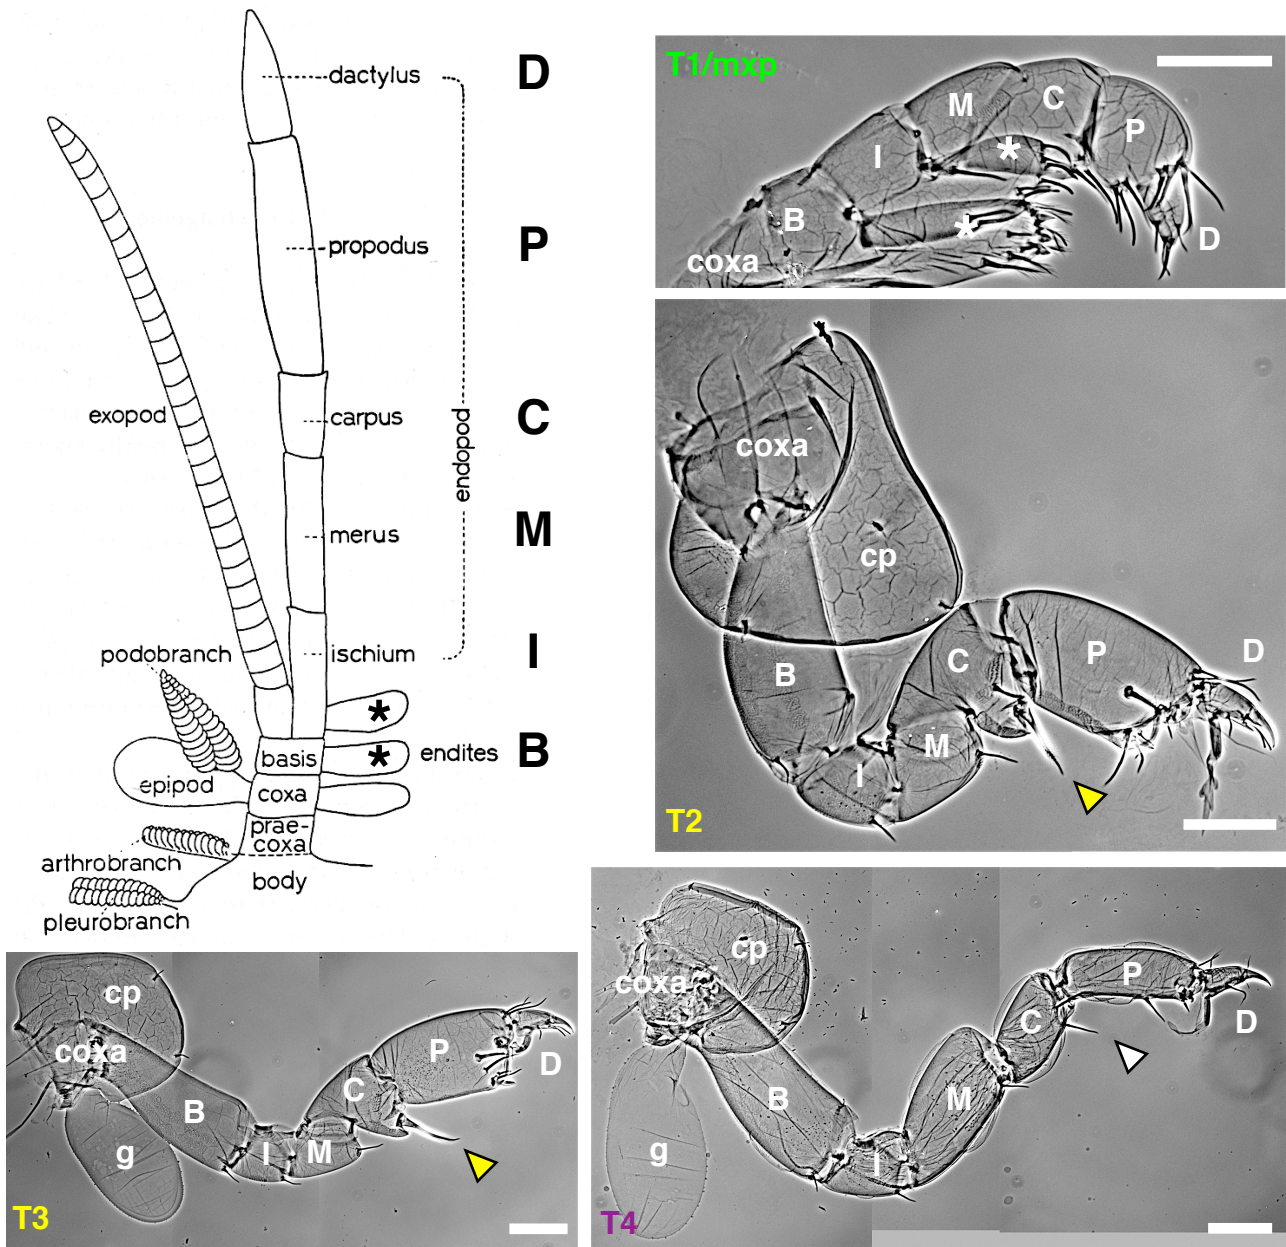 dactylus D
propodus P
exopod
carpus C
endopod
merus M
podobranch
ischium I
*
basis * endites B
epipod
coxa
prae-
coxa
arthrobranch
body
pleurobranch
T1/mxp
M C P
I *
B *
coxa D
coxa
cp
B C P D
M
I
T2
cp
coxa
P
D
C
B
I M
g
T3
cp
coxa
P
C D
B M
I
g
T4